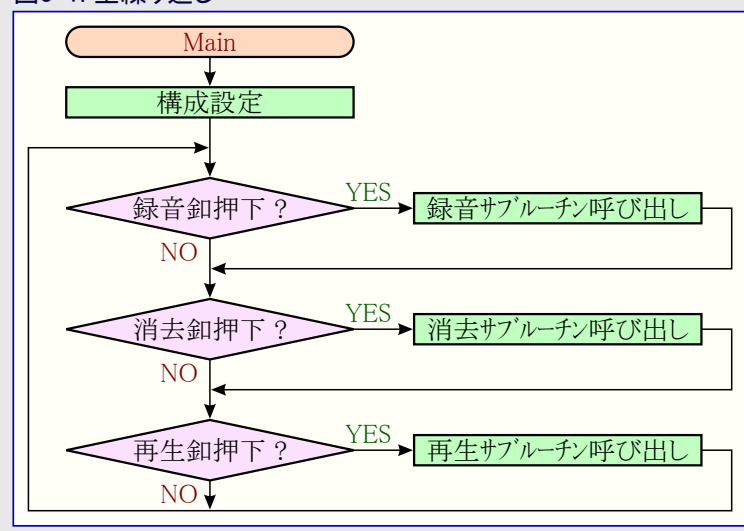 Main
構成設定
録音釦押下？ YES 録音サブルーチン呼び出し
NO
消去釦押下？ YES 消去サブルーチン呼び出し
NO
再生釦押下？ YES 再生サブルーチン呼び出し
NO